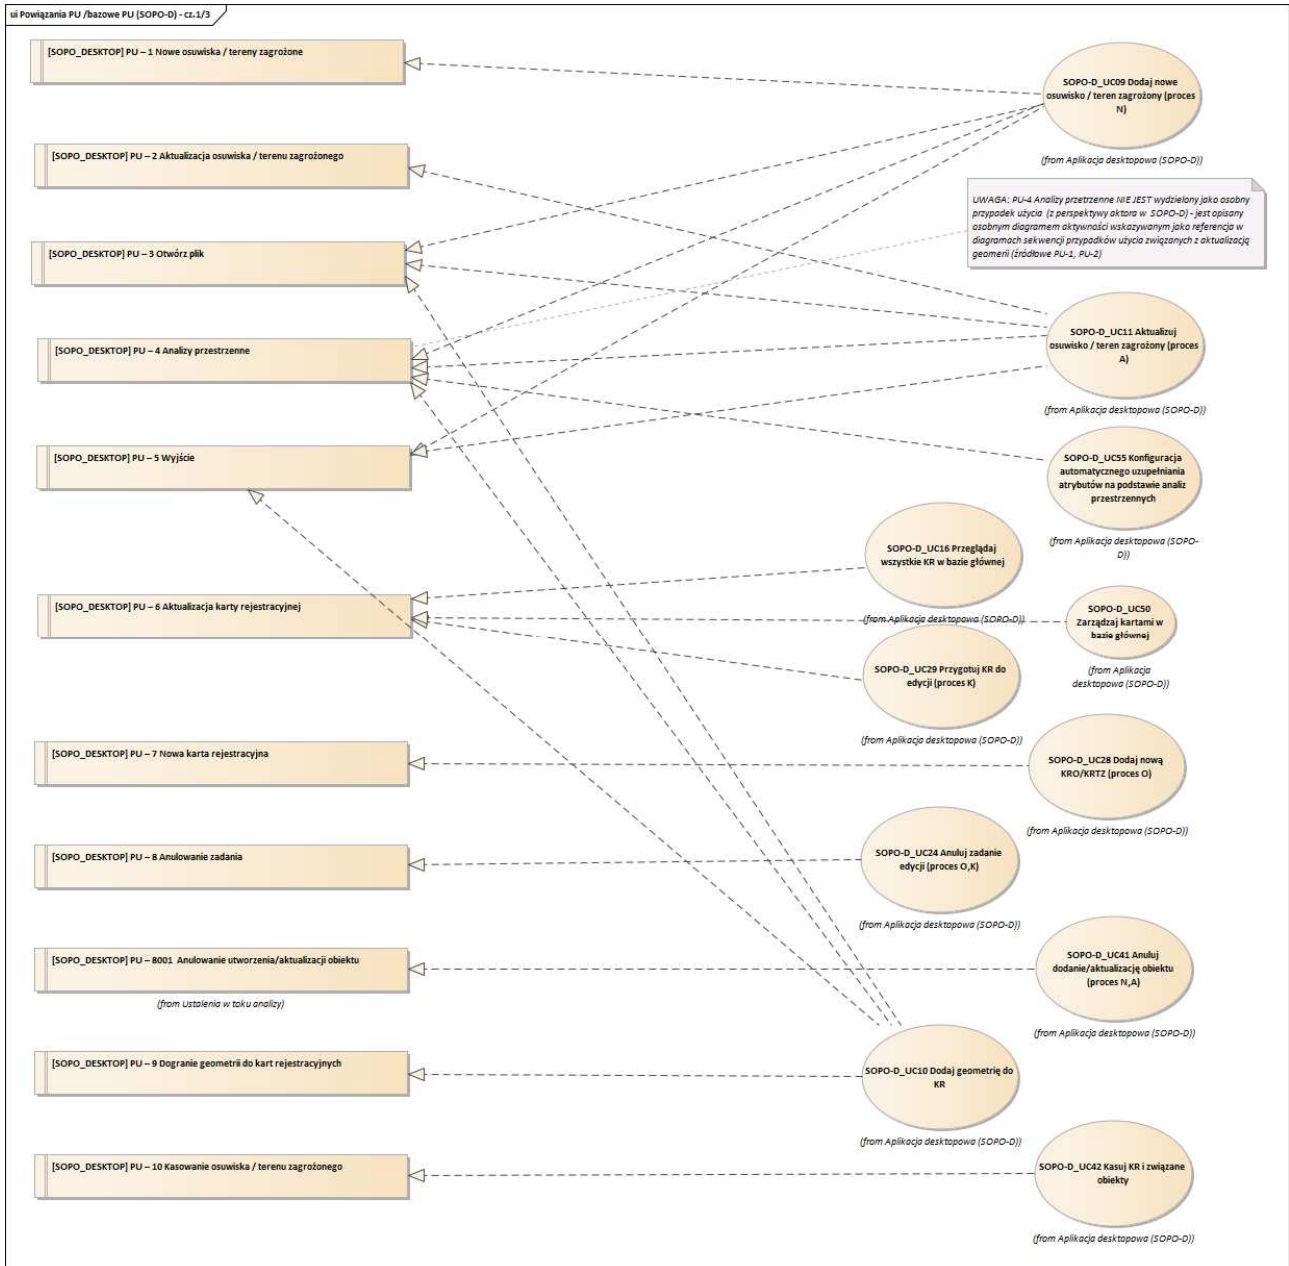 ui Powiązania PU /bazowe PU (SOPO-D) - cz.1/3
[SOPO_DESKTOP] PU – 1 Nowe osuwiska / tereny zagrożone
SOPO-D_UC09 Dodaj nowe
osuwisko / teren zagrożony (proces
N)
(from Aplikacja desktopowa (SOPO-D))
[SOPO_DESKTOP] PU – 2 Aktualizacja osuwiska / terenu zagrożonego
UWAGA: PU-4 Analizy przetrzenne NIE JEST wydzielony jako osobny
przypadek użycia (z perspektywy aktora w SOPO-D) - jest opisany
osobnym diagramem aktywności wskazywanym jako referencja w
diagramach sekwencji przypadków użycia związanych z aktualizacją
geomerii (źródłowe PU-1, PU-2)
[SOPO_DESKTOP] PU – 3 Otwórz plik
[SOPO_DESKTOP] PU – 4 Analizy przestrzenne
SOPO-D_UC11 Aktualizuj
osuwisko / teren zagrożony (proces
A)
(from Aplikacja desktopowa (SOPO-D))
[SOPO_DESKTOP] PU – 5 Wyjście
SOPO-D_UC55 Konfiguracja
automatycznego uzupełniania
atrybutów na podstawie analiz
przestrzennych
(from Aplikacja desktopowa (SOPO-
D))
SOPO-D_UC16 Przeglądaj
wszystkie KR w bazie głównej
(from Aplikacja desktopowa (SOPO-D))
[SOPO_DESKTOP] PU – 6 Aktualizacja karty rejestracyjnej
SOPO-D_UC50
Zarządzaj kartami w
bazie głównej
(from Aplikacja
desktopowa (SOPO-D))
SOPO-D_UC29 Przygotuj KR do
edycji (proces K)
(from Aplikacja desktopowa (SOPO-D))
[SOPO_DESKTOP] PU – 7 Nowa karta rejestracyjna
SOPO-D_UC28 Dodaj nową
KRO/KRTZ (proces O)
(from Aplikacja desktopowa (SOPO-D))
[SOPO_DESKTOP] PU – 8 Anulowanie zadania
SOPO-D_UC24 Anuluj zadanie
edycji (proces O,K)
(from Aplikacja desktopowa (SOPO-D))
[SOPO_DESKTOP] PU – 8001 Anulowanie utworzenia/aktualizacji obiektu
(from Ustalenia w toku analizy)
SOPO-D_UC41 Anuluj
dodanie/aktualizację obiektu
(proces N,A)
(from Aplikacja desktopowa (SOPO-D))
[SOPO_DESKTOP] PU – 9 Dogranie geometrii do kart rejestracyjnych
SOPO-D_UC10 Dodaj geometrię do
KR
(from Aplikacja desktopowa (SOPO-D))
[SOPO_DESKTOP] PU – 10 Kasowanie osuwiska / terenu zagrożonego
SOPO-D_UC42 Kasuj KR i związane
obiekty
(from Aplikacja desktopowa (SOPO-D))